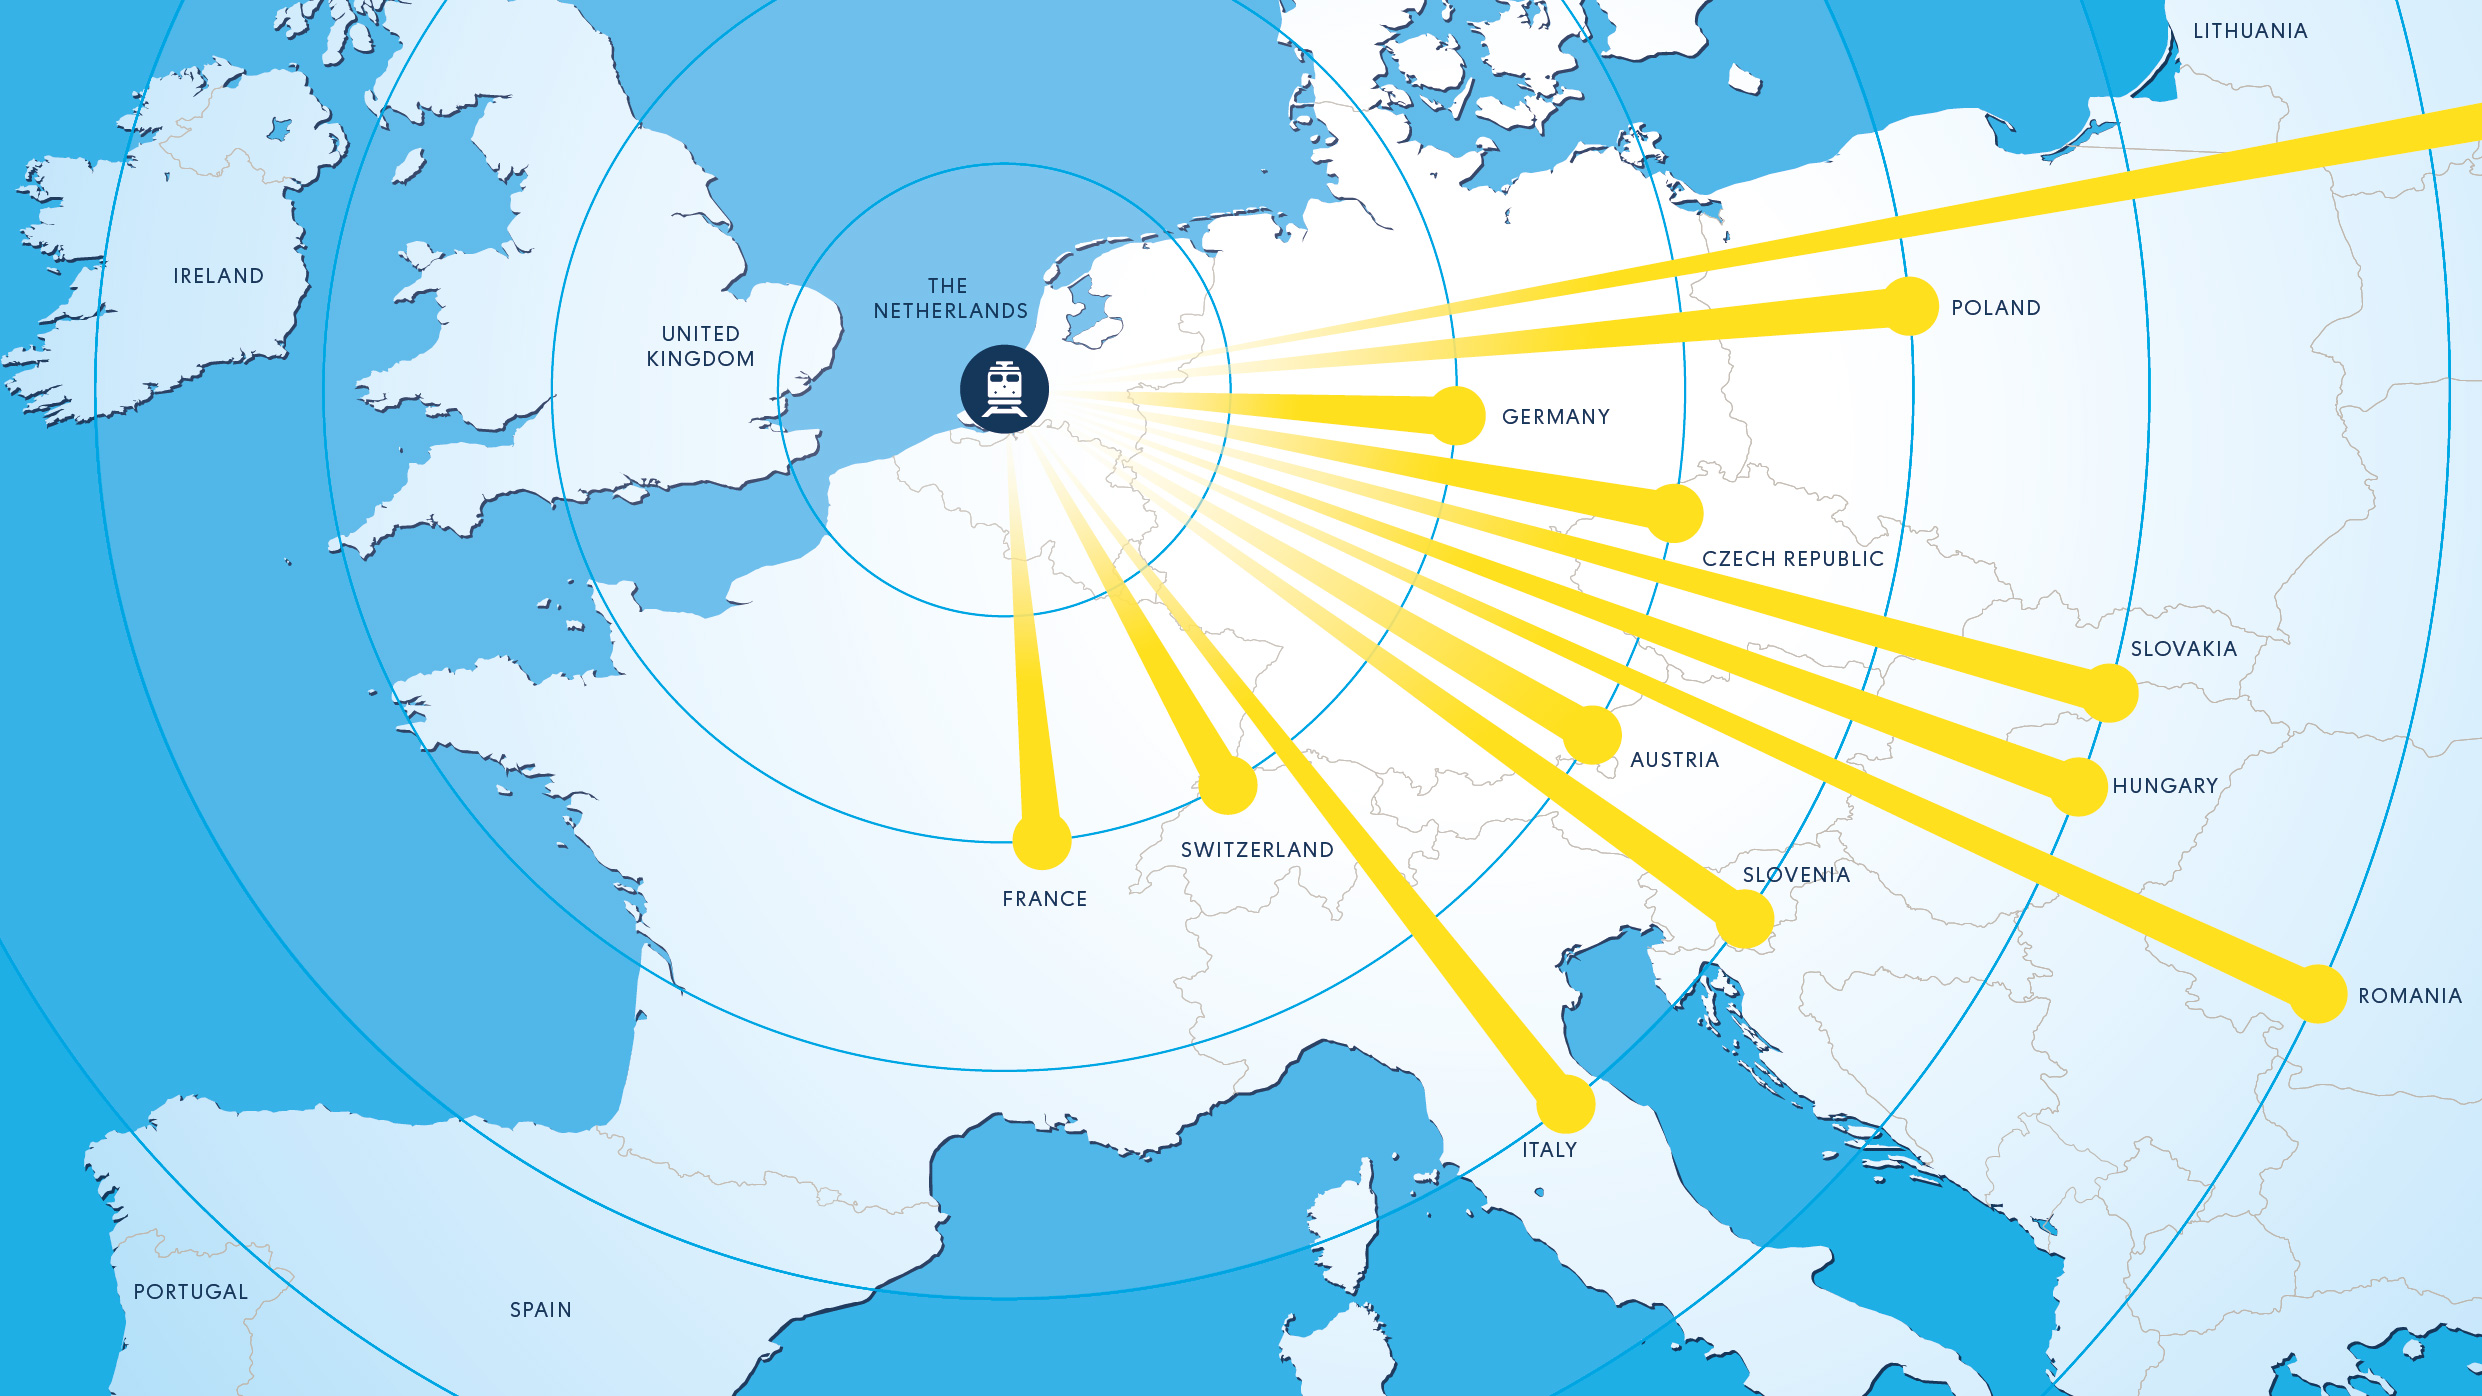 LITHUANIA
IRELAND
THE
NETHERLANDS
POLAND
UNITED
KINGDOM
GERMANY
CZECH REPUBLIC
SLOVAKIA
AUSTRIA
HUNGARY
SWITZERLAND
SLOVENIA
FRANCE
ROMANIA
ITALY
PORTUGAL
SPAIN